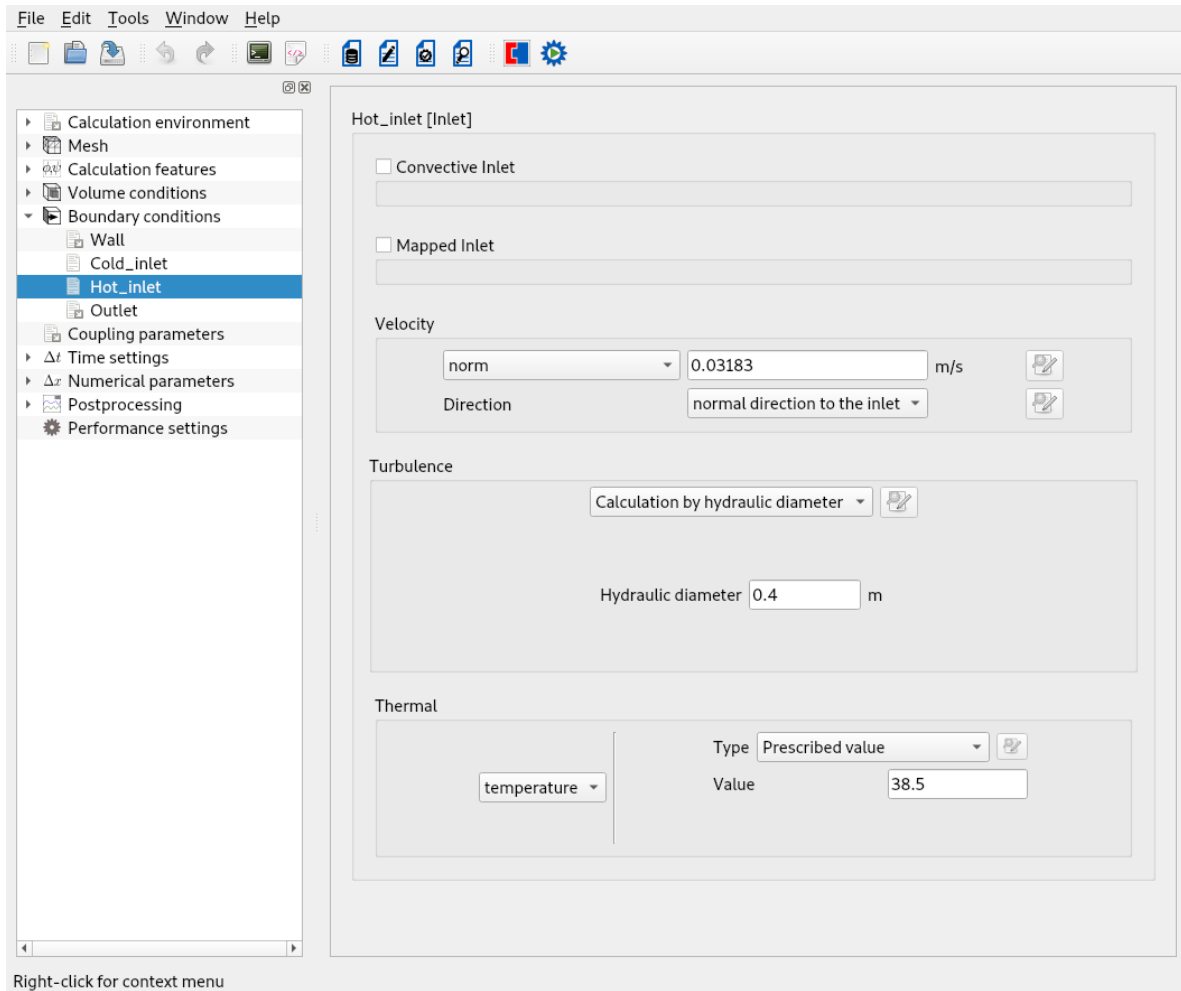 File Edit Tools Window Help
Calculation environment
Mesh
Calculation features
Volume conditions
Boundary conditions
Wall
Cold_inlet
Hot_inlet
Outlet
Coupling parameters
Δt Time settings
Δx Numerical parameters
Postprocessing
Performance settings
Hot_inlet [Inlet]
Convective Inlet
Mapped Inlet
Velocity
norm 0.03183 m/s
Direction normal direction to the inlet
Turbulence
Calculation by hydraulic diameter
Hydraulic diameter 0.4 m
Thermal
Type Prescribed value
temperature
Value 38.5
Right-click for context menu